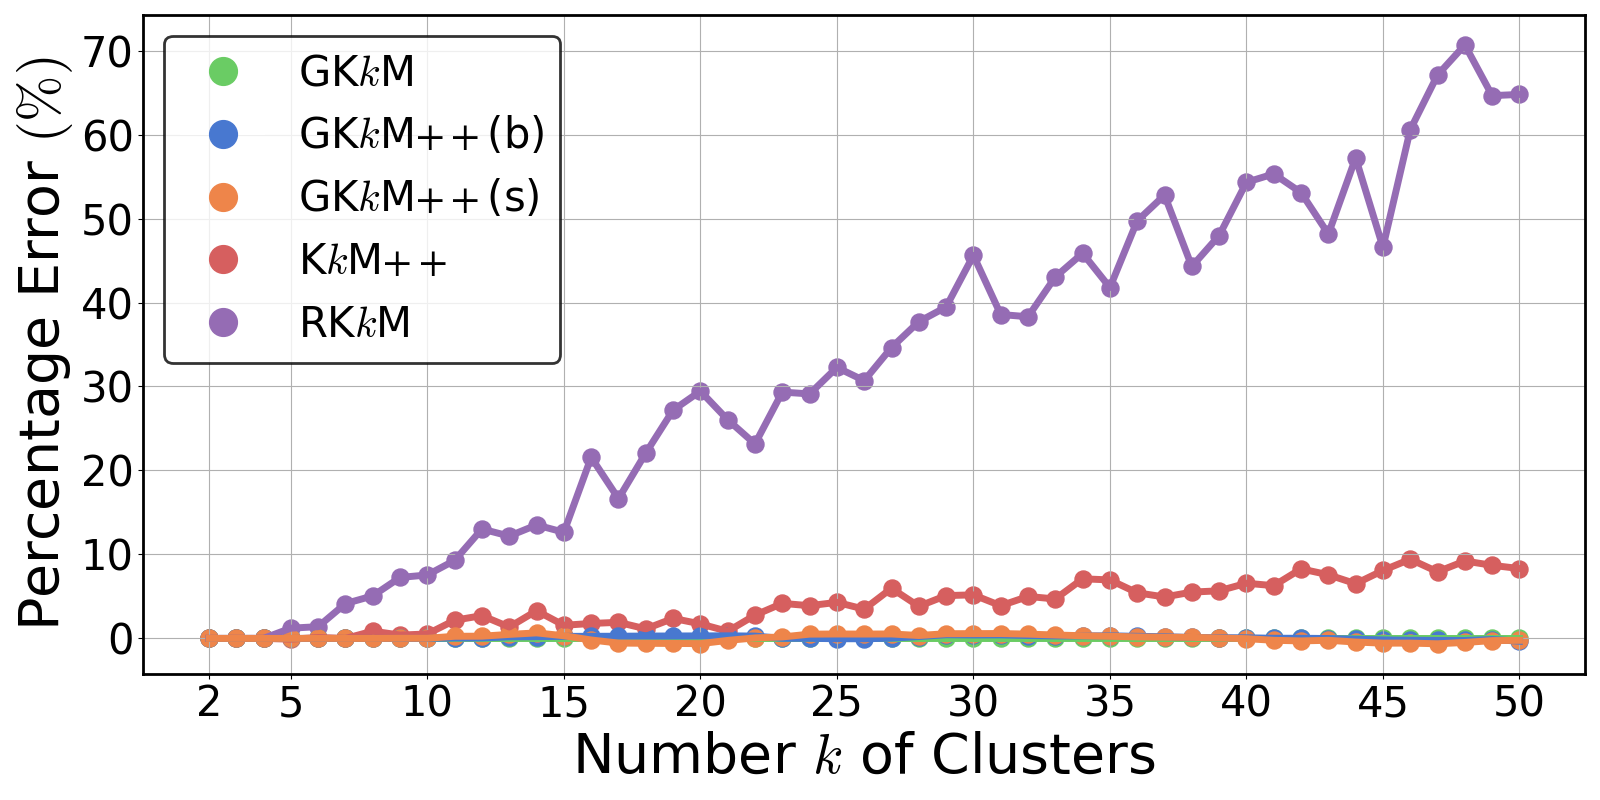 Percentage Error (%)
70
60
50
40
30
20
10
0
GKkM
GKkM++(b)
GKkM++(s)
KkM++
RKkM
2 5 10 15 20 25 30 35 40 45 50
Number k of Clusters